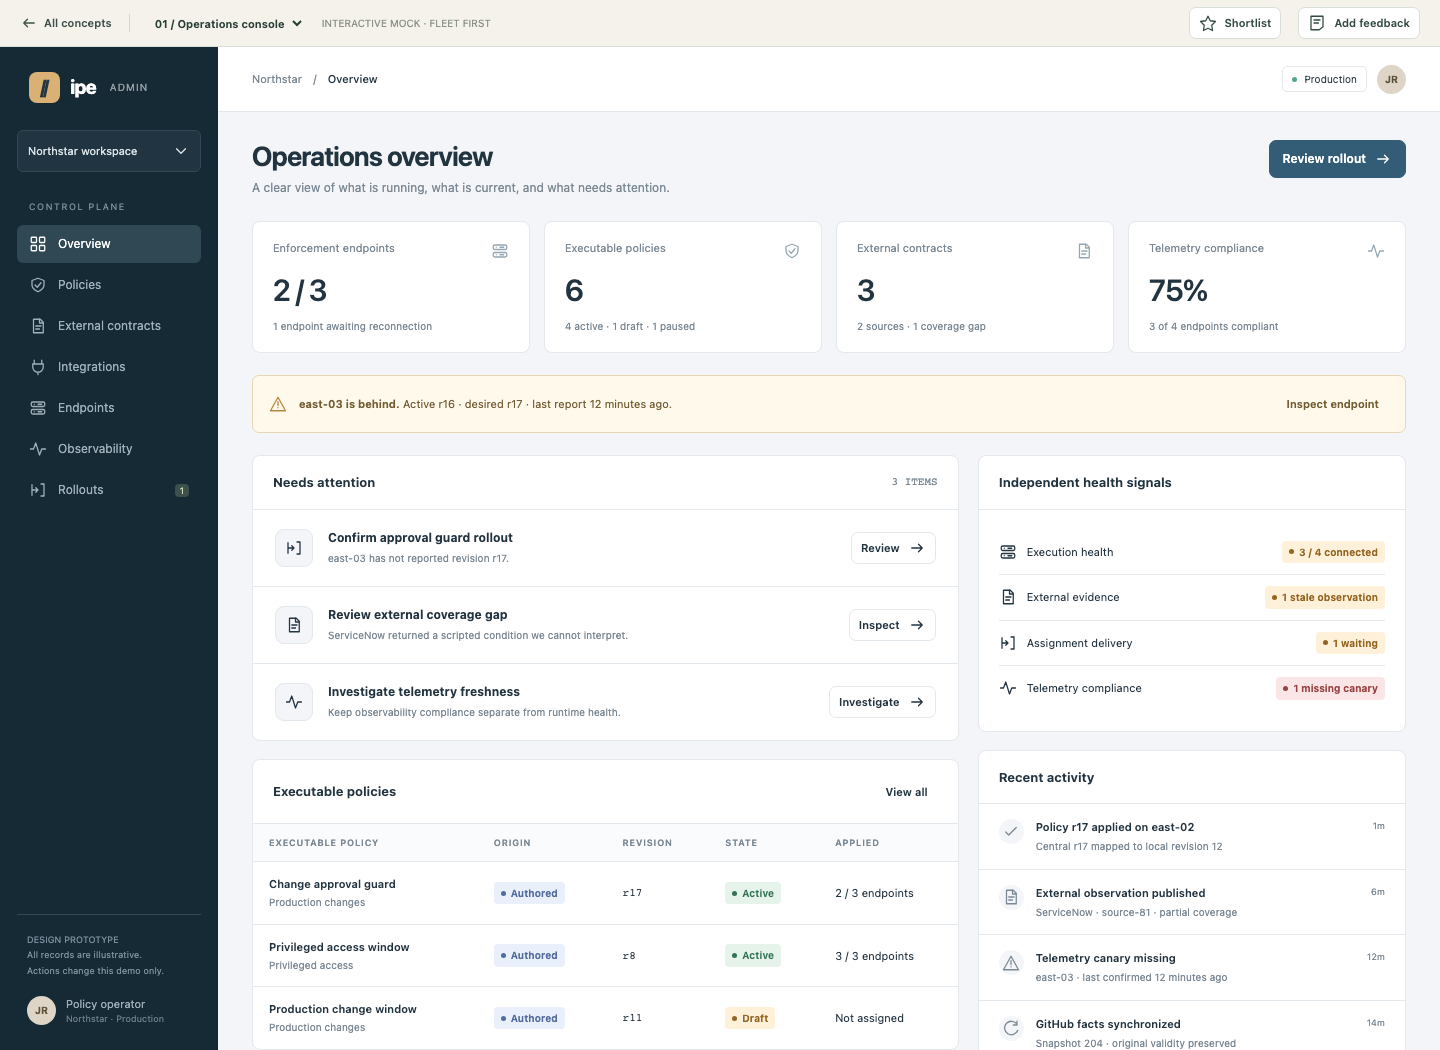 All concepts
01 / Operations console
INTERACTIVE MOCK · FLEET FIRST
Shortlist
Add feedback
ipe ADMIN
Northstar workspace
CONTROL PLANE
Overview
Policies
External contracts
Integrations
Endpoints
Observability
Rollouts 1
DESIGN PROTOTYPE
All records are illustrative.
Actions change this demo only.
JR
Policy operator
Northstar · Production
Northstar / Overview
Production
JR
Operations overview
A clear view of what is running, what is current, and what needs attention.
Review rollout
Enforcement endpoints
2 / 3
1 endpoint awaiting reconnection
Executable policies
6
4 active · 1 draft · 1 paused
External contracts
3
2 sources · 1 coverage gap
Telemetry compliance
75%
3 of 4 endpoints compliant
east-03 is behind. Active r16 · desired r17 · last report 12 minutes ago.
Inspect endpoint
Needs attention
3 ITEMS
Confirm approval guard rollout
east-03 has not reported revision r17.
Review
Review external coverage gap
ServiceNow returned a scripted condition we cannot interpret.
Inspect
Investigate telemetry freshness
Keep observability compliance separate from runtime health.
Investigate
Independent health signals
Execution health 3 / 4 connected
External evidence 1 stale observation
Assignment delivery 1 waiting
Telemetry compliance 1 missing canary
Executable policies
View all
EXECUTABLE POLICY ORIGIN REVISION STATE APPLIED
Change approval guard
Production changes
Authored r17 Active 2 / 3 endpoints
Privileged access window
Privileged access
Authored r8 Active 3 / 3 endpoints
Production change window
Production changes
Authored r11 Draft Not assigned
Recent activity
Policy r17 applied on east-02 1m
Central r17 mapped to local revision 12
External observation published 6m
ServiceNow · source-81 · partial coverage
Telemetry canary missing 12m
east-03 · last confirmed 12 minutes ago
GitHub facts synchronized 14m
Snapshot 204 · original validity preserved